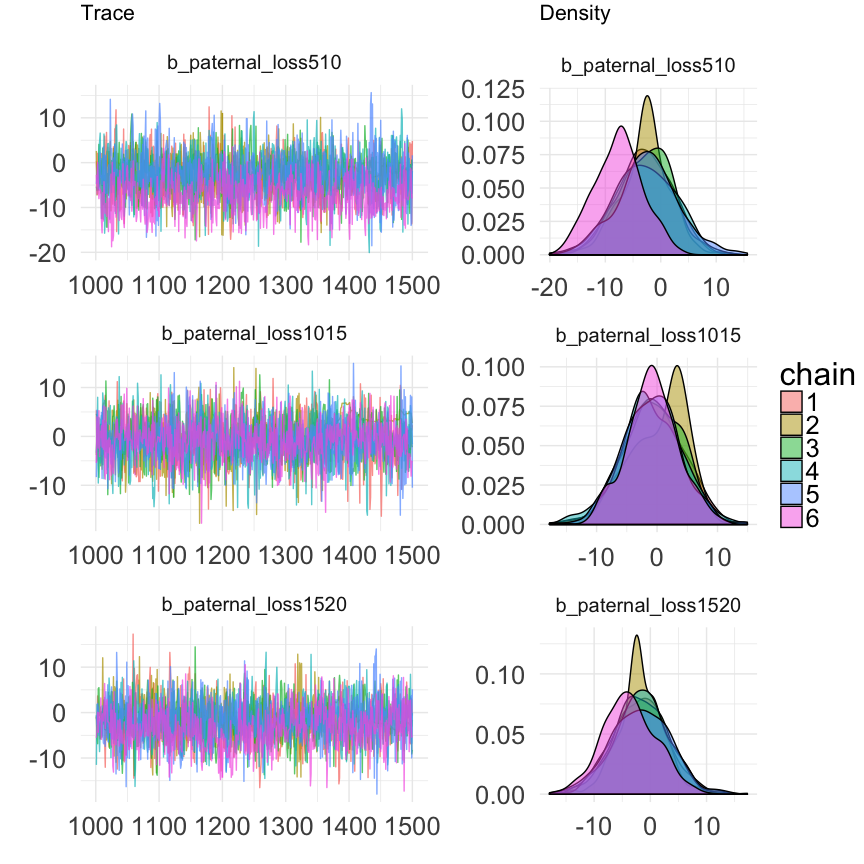 Trace
Density
b_paternal_loss510
10
0
-10
-20
1000 1100 1200 1300 1400 1500
b_paternal_loss510
0.125
0.100
0.075
0.050
0.025
0.000
-20 -10 0 10
b_paternal_loss1015
10
0
-10
1000 1100 1200 1300 1400 1500
b_paternal_loss1015
0.100
0.075
0.050
0.025
0.000
-10 0 10
b_paternal_loss1520
10
0
-10
1000 1100 1200 1300 1400 1500
b_paternal_loss1520
0.10
0.05
0.00
-10 0 10
chain
1
2
3
4
5
6